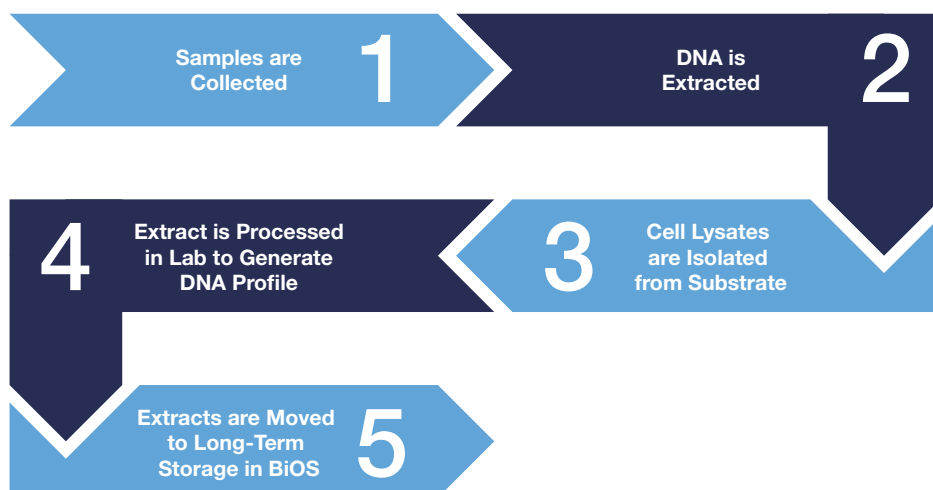 Samples are
Collected
1
DNA is
Extracted
2
3
Cell Lysates
are Isolated
from Substrate
4
Extract is Processed
in Lab to Generate
DNA Profile
Extracts are Moved
to Long-Term
Storage in BiOS
5